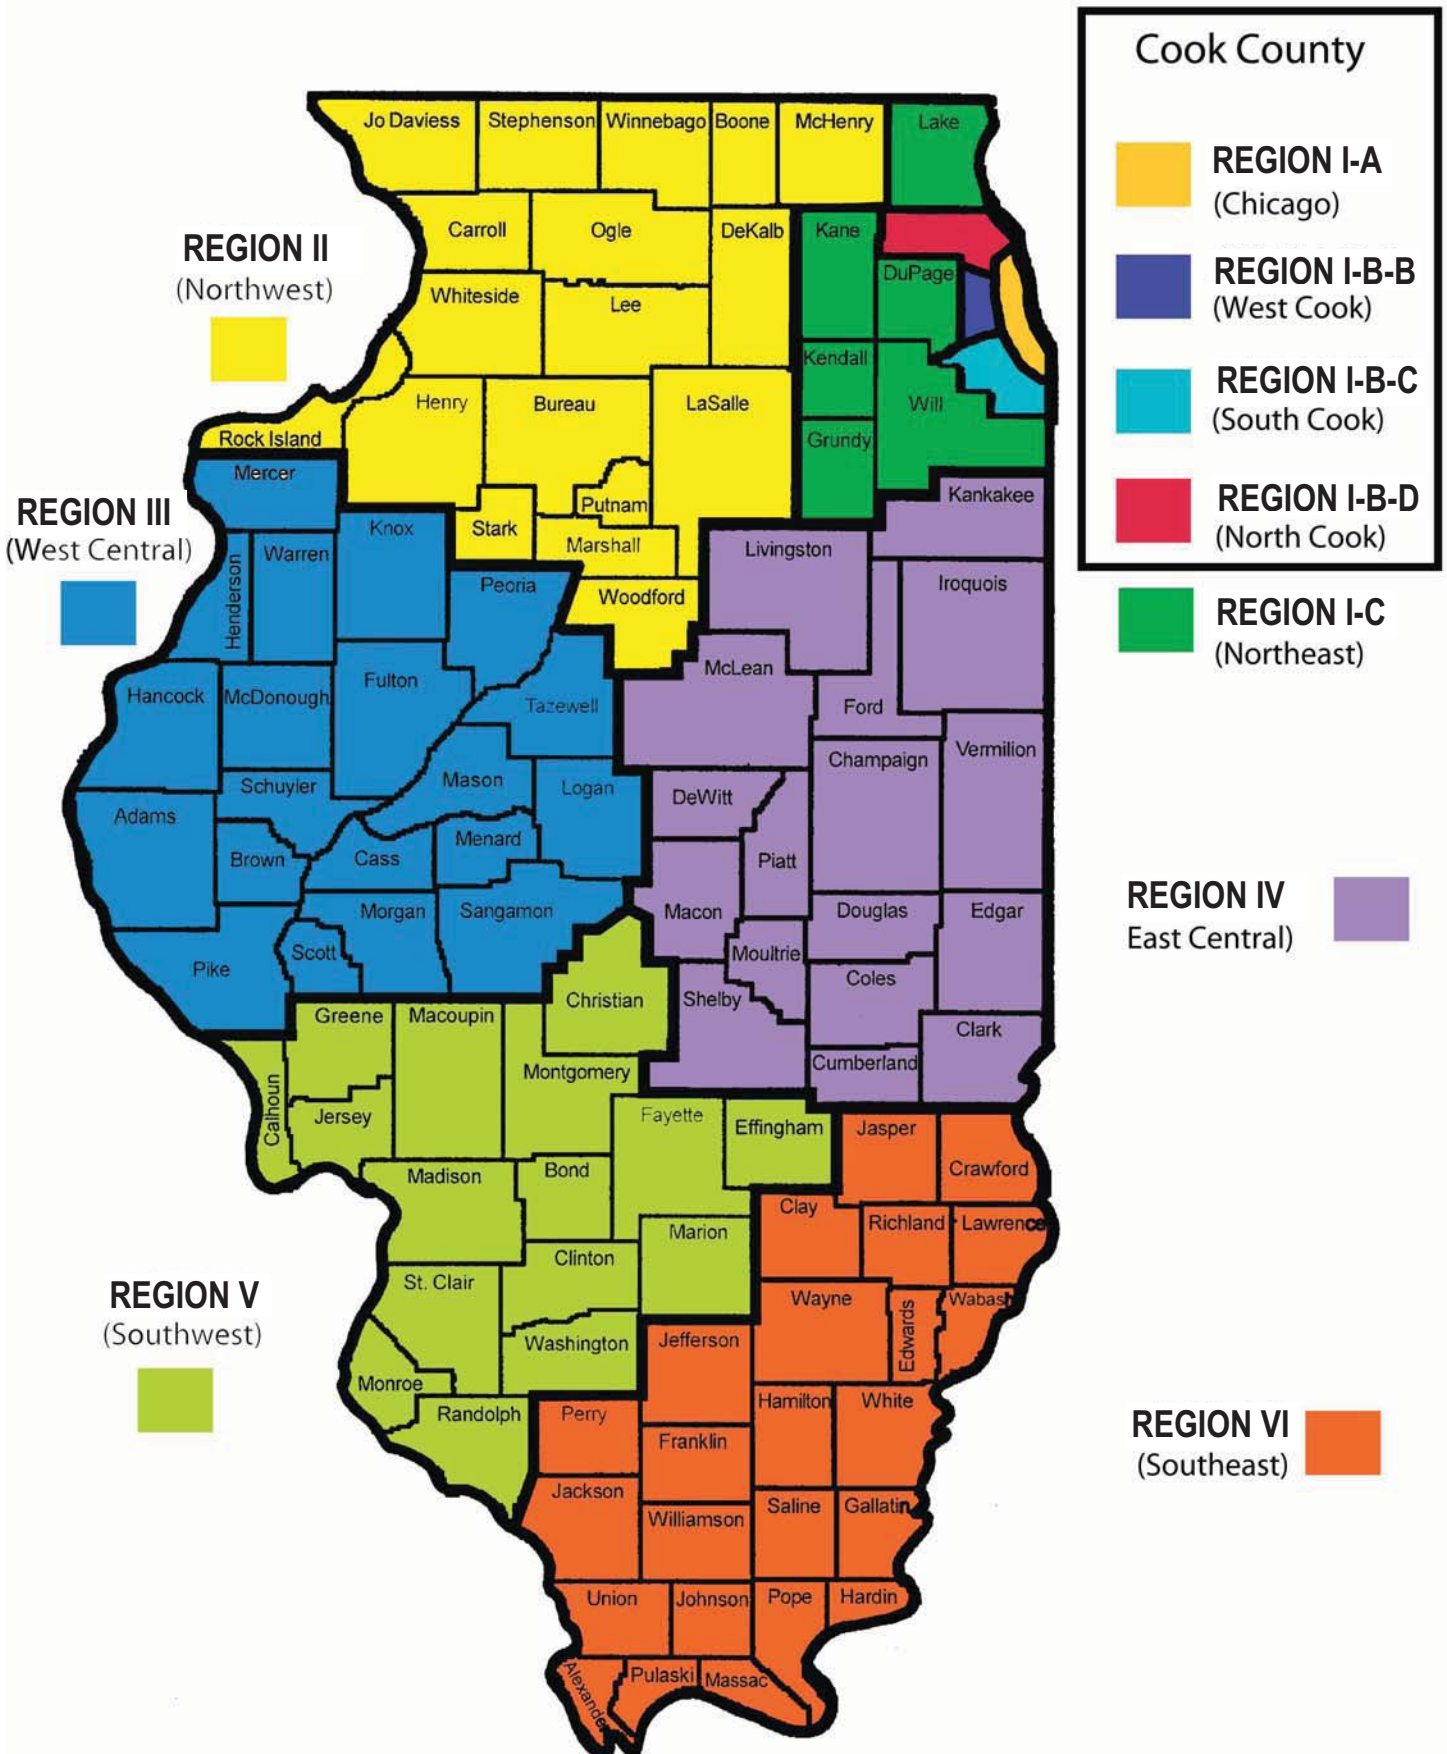 Cook County
REGION I-A
(Chicago)
REGION I-B-B
(West Cook)
REGION I-B-C
(South Cook)
REGION I-B-D
(North Cook)
REGION I-C
(Northeast)
REGION II
(Northwest)
REGION III
(West Central)
REGION IV
East Central)
REGION V
(Southwest)
REGION VI
(Southeast)
Jo Daviess
Stephenson
Winnebago
Boone
McHenry
Lake
Carroll
Ogle
DeKalb
Kane
DuPage
Whiteside
Lee
Kendall
Henry
Bureau
LaSalle
Will
Rock Island
Grundy
Mercer
Putnam
Kankakee
Stark
Knox
Marshall
Livingston
Warren
Henderson
Peoria
Woodford
Iroquois
McLean
Hancock
McDonough
Fulton
Tazewell
Ford
Champaign
Vermilion
Schuyler
Mason
Logan
DeWitt
Adams
Menard
Brown
Cass
Piatt
Morgan
Sangamon
Macon
Douglas
Edgar
Scott
Moultrie
Pike
Coles
Christian
Shelby
Greene
Macoupin
Clark
Montgomery
Cumberland
Calhoun
Jersey
Fayette
Effingham
Jasper
Crawford
Madison
Bond
Clay
Richland
Lawrence
Marion
Clinton
St. Clair
Wayne
Edwards
Wabash
Washington
Jefferson
Monroe
Randolph
Perry
Hamilton
White
Franklin
Jackson
Williamson
Saline
Gallatin
Union
Johnson
Pope
Hardin
Alexander
Pulaski
Massac